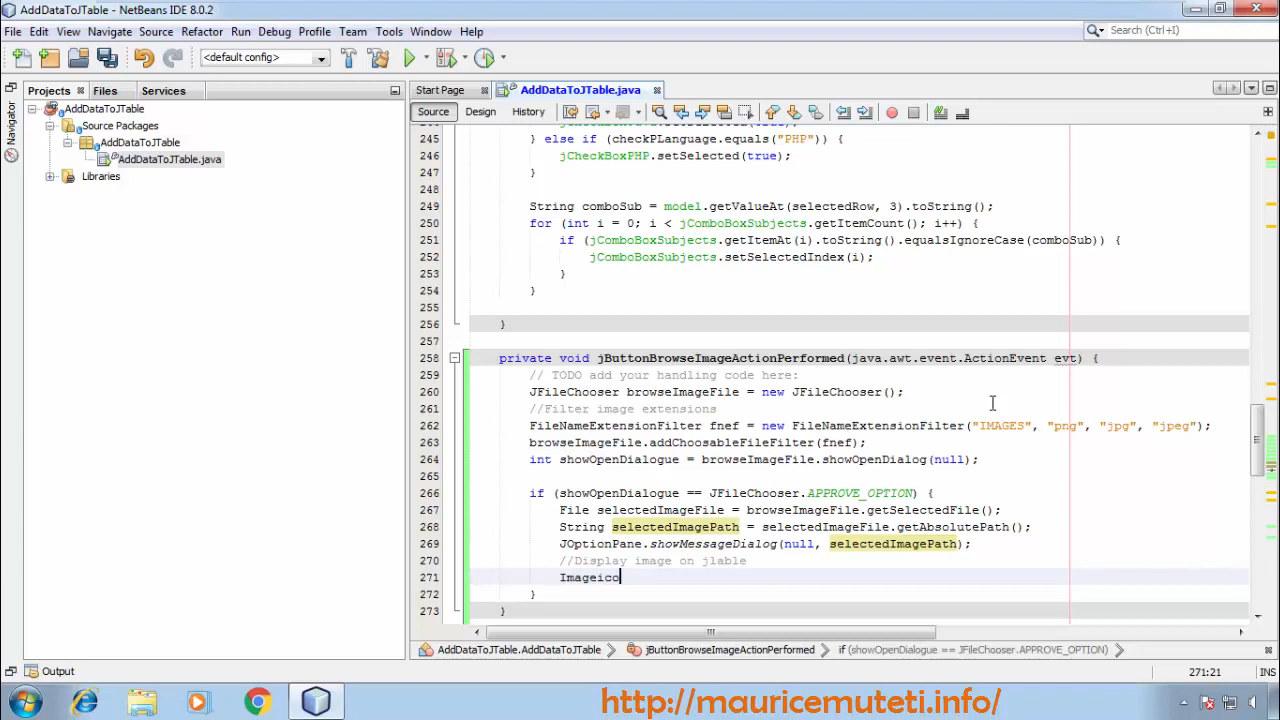 AddDataToJTable - NetBeans IDE 8.0.2
File Edit View Navigate Source Refactor Run Debug Profile Team Tools Window Help
Search (Ctrl+I)
<default config>
Projects Files Services
Start Page AddDataToJTable.java
Source Design History
Navigator
AddDataToJTable
Source Packages
AddDataToJTable
AddDataToJTable.java
Libraries
245 } else if (checkPLanguage.equals("PHP")) {
246 jCheckBoxPHP.setSelected(true);
247 }
248
249 String comboSub = model.getValueAt(selectedRow, 3).toString();
250 for (int i = 0; i < jComboBoxSubjects.getItemCount(); i++) {
251 if (jComboBoxSubjects.getItemAt(i).toString().equalsIgnoreCase(comboSub)) {
252 jComboBoxSubjects.setSelectedIndex(i);
253 }
254 }
255
256 }
257
258 private void jButtonBrowseImageActionPerformed(java.awt.event.ActionEvent evt) {
259 // TODO add your handling code here:
260 JFileChooser browseImageFile = new JFileChooser();
261 //Filter image extensions
262 FileNameExtensionFilter fnef = new FileNameExtensionFilter("IMAGES", "png", "jpg", "jpeg");
263 browseImageFile.addChoosableFileFilter(fnef);
264 int showOpenDialogue = browseImageFile.showOpenDialog(null);
265
266 if (showOpenDialogue == JFileChooser.APPROVE_OPTION) {
267 File selectedImageFile = browseImageFile.getSelectedFile();
268 String selectedImagePath = selectedImageFile.getAbsolutePath();
269 JOptionPane.showMessageDialog(null, selectedImagePath);
270 //Display image on jlable
271 Imageico
272 }
273 }
AddDataToJTable.AddDataToJTable jButtonBrowseImageActionPerformed if (showOpenDialogue == JFileChooser.APPROVE_OPTION)
Output
271:21 INS
http://mauricemuteti.info/